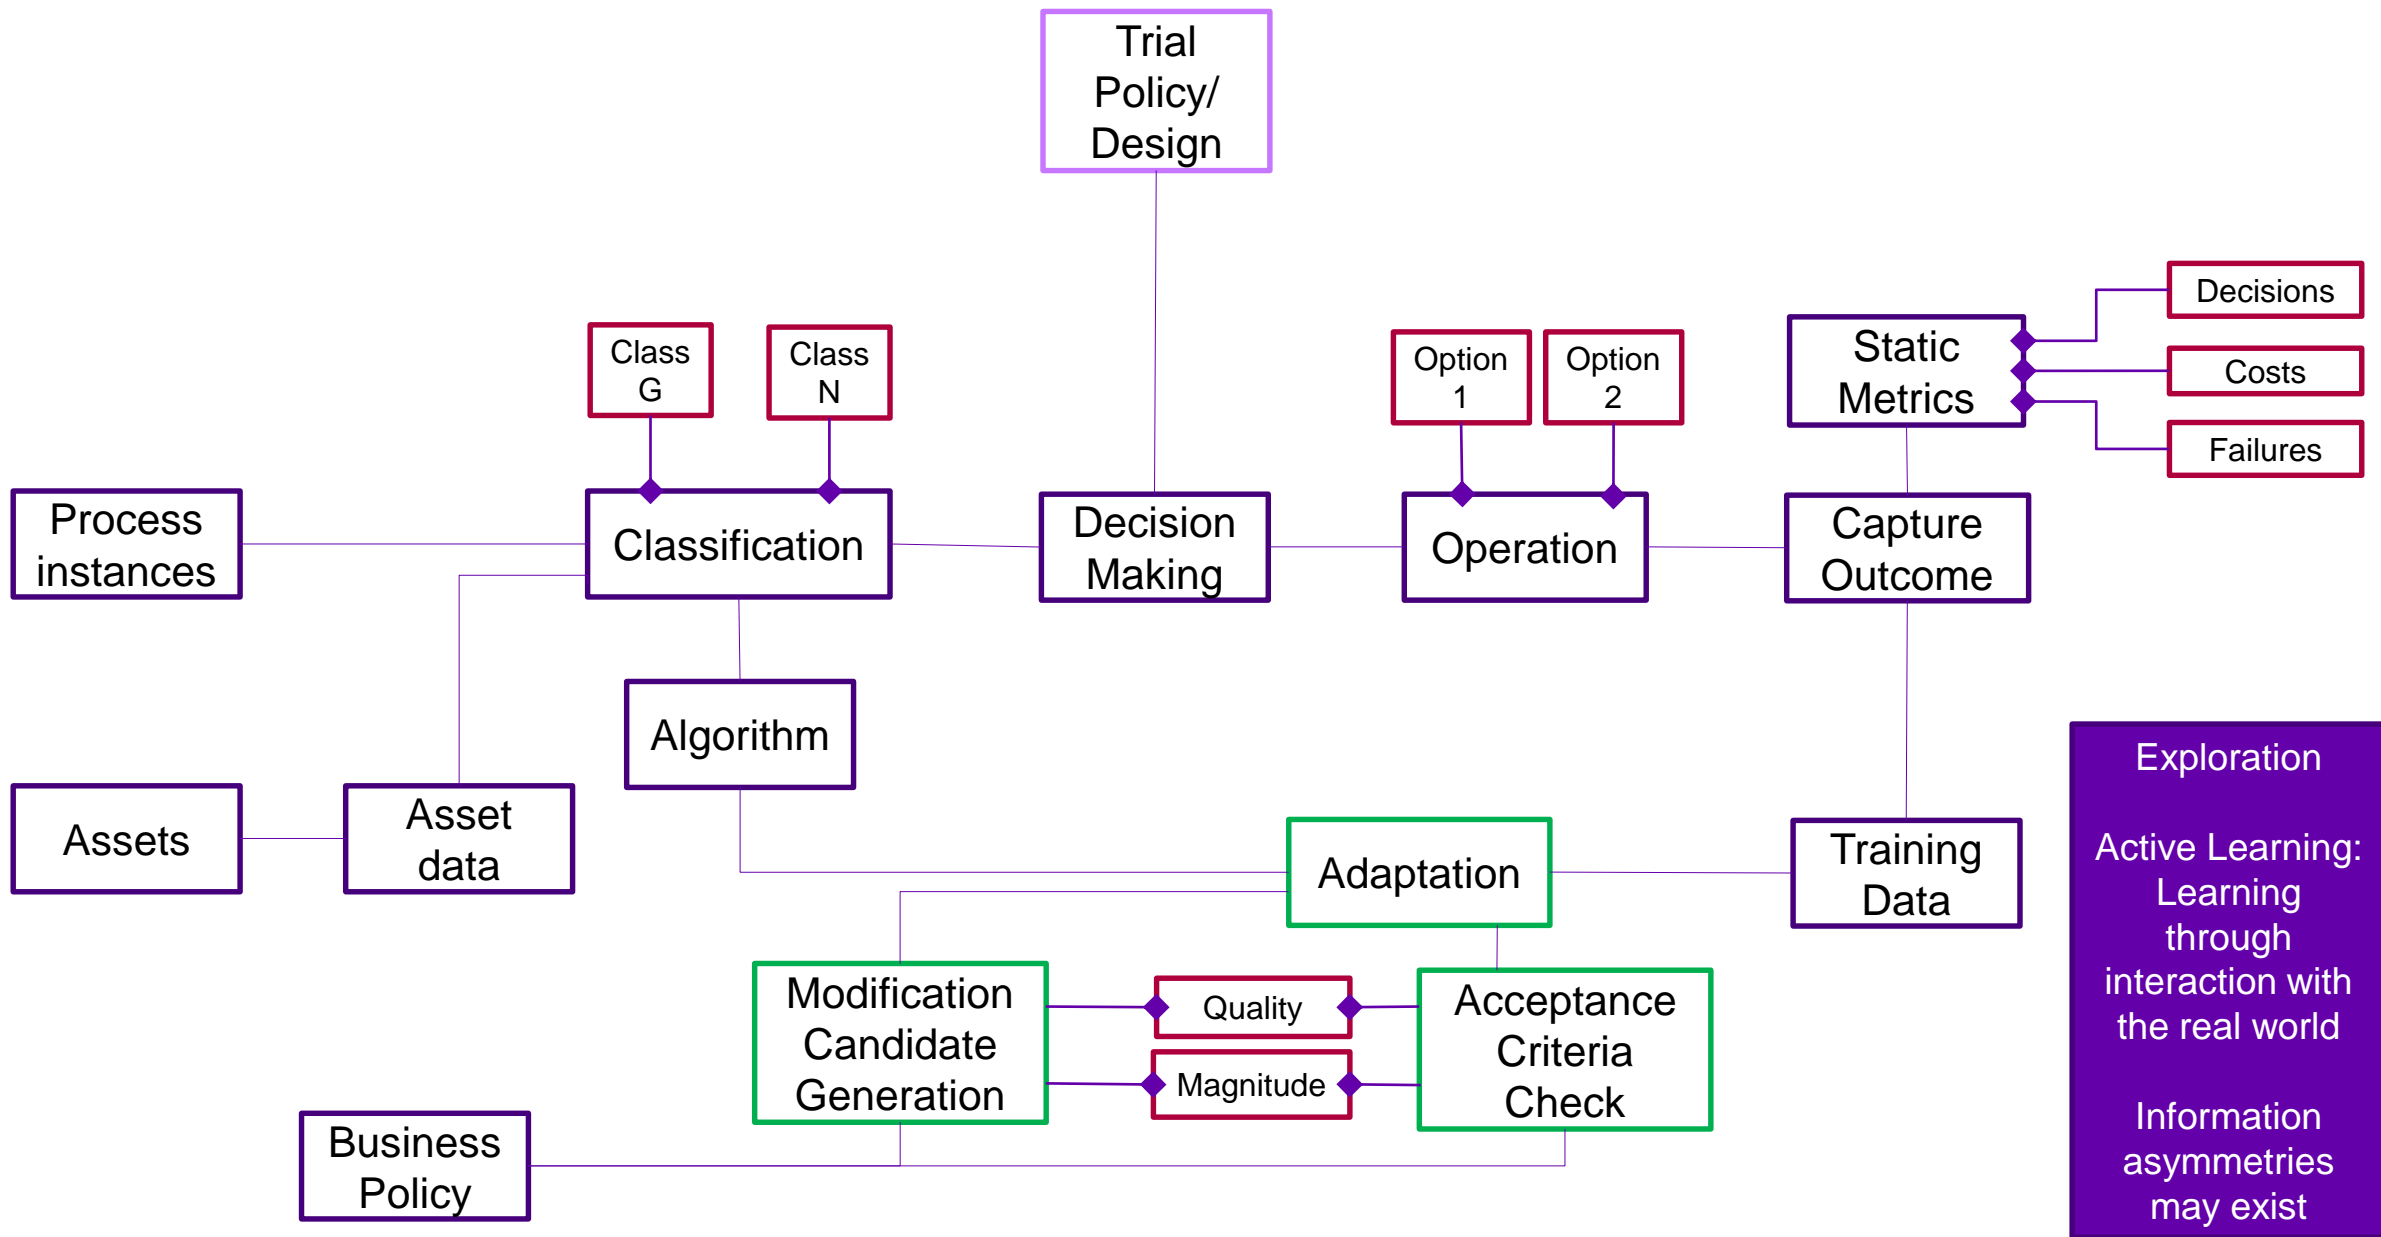 Trial
Policy/
Design
Class
G
Class
N
Option
1
Option
2
Static
Metrics
Decisions
Costs
Failures
Process
instances
Classification
Decision
Making
Operation
Capture
Outcome
Algorithm
Assets
Asset
data
Adaptation
Training
Data
Modification
Candidate
Generation
Quality
Magnitude
Acceptance
Criteria
Check
Business
Policy
Exploration
Active Learning:
Learning
through
interaction with
the real world
Information
asymmetries
may exist